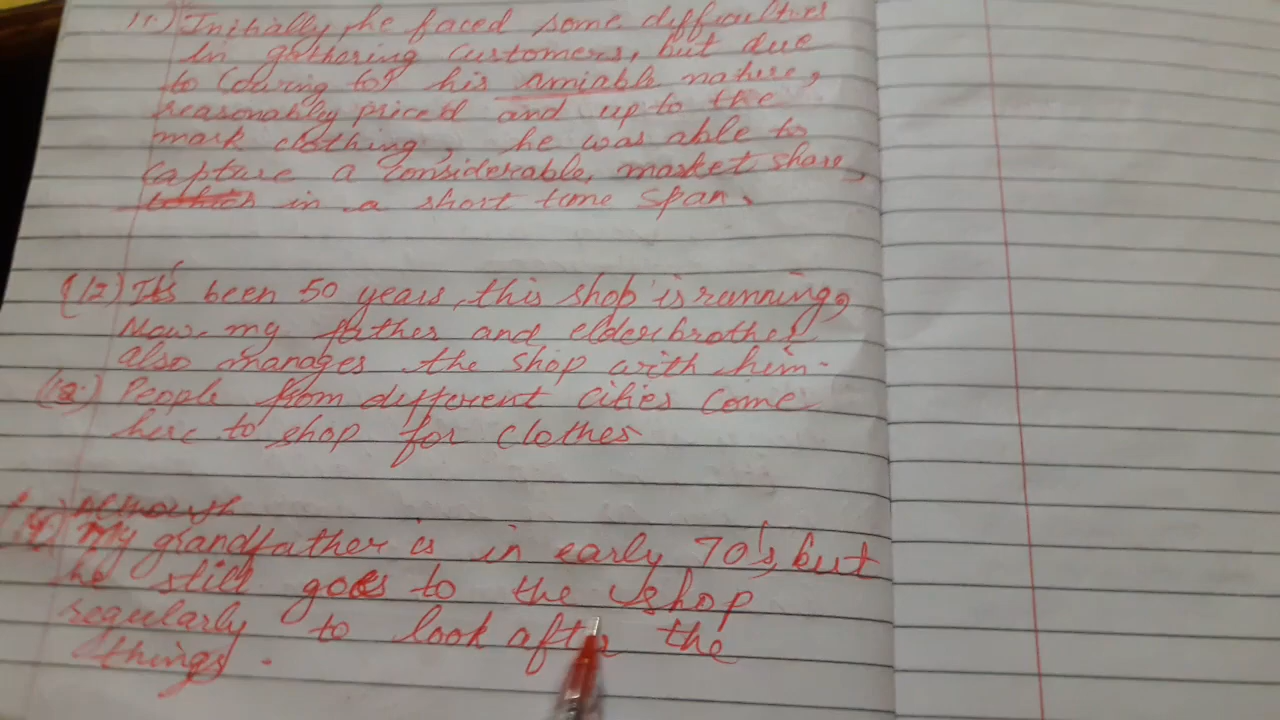 11.) Initially he faced some difficulties
in gathering customers, but due
to (owing to) his amiable nature,
reasonably priced and up to the
mark clothing, he was able to
capture a considerable, market share,
which in a short time span.
(12) It's been 50 years, this shop is running,
Now, my father and elder brother
also manages the shop with him.
(13.) People from different cities come
here to shop for clothes
Although
(14) My grandfather is in early 70's, but
he still goes to the shop
regularly to look after the
things.